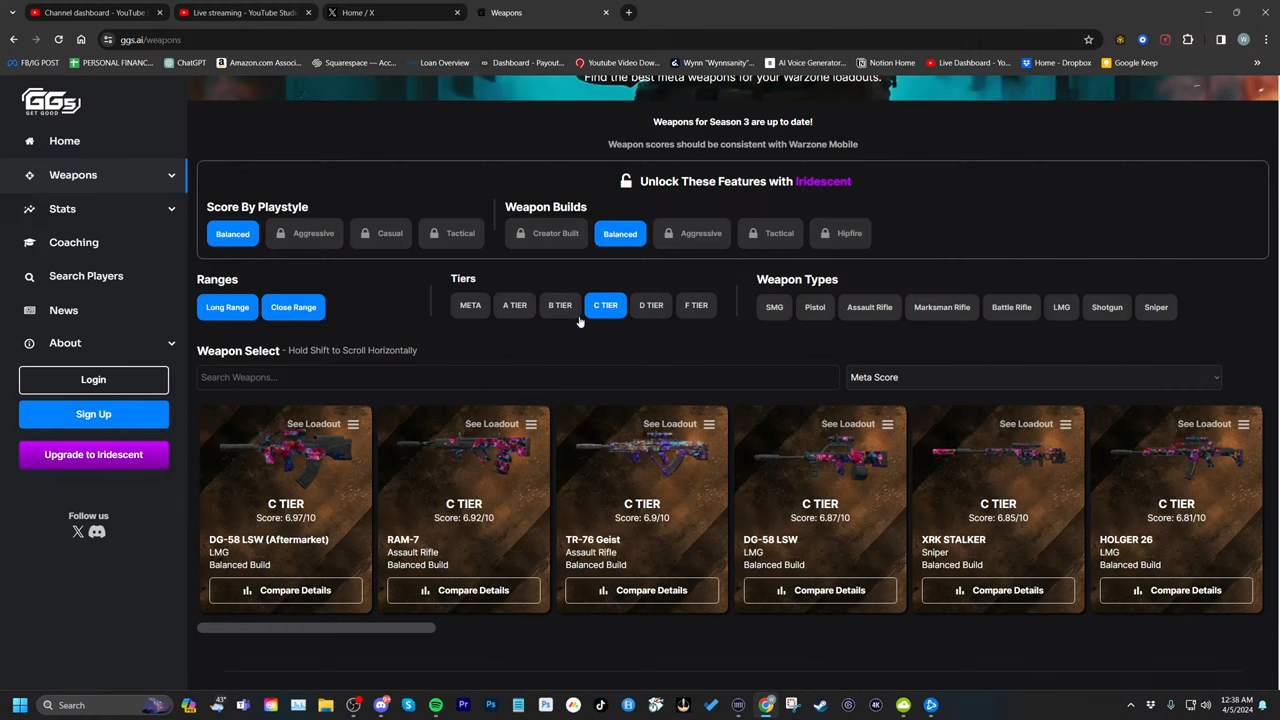 Channel dashboard - YouTube S
Live streaming - YouTube Studio
Home / X
Weapons
ggs.ai/weapons
W
FB/IG POST
PERSONAL FINANC...
ChatGPT
Amazon.com Associ...
Squarespace — Acc...
Loan Overview
Dashboard - Payout...
Youtube Video Dow...
Wynn "Wynnsanity"...
AI Voice Generator...
Notion Home
Live Dashboard - Yo...
Home - Dropbox
Google Keep
Find the best meta weapons for your Warzone loadouts.
GGs
GET GOOD
Home
Weapons
Stats
Coaching
Search Players
News
About
Login
Sign Up
Upgrade to Iridescent
Follow us
Weapons for Season 3 are up to date!
Weapon scores should be consistent with Warzone Mobile
Unlock These Features with Iridescent
Score By Playstyle
Balanced
Aggressive
Casual
Tactical
Weapon Builds
Creator Built
Balanced
Aggressive
Tactical
Hipfire
Ranges
Long Range
Close Range
Tiers
META
A TIER
B TIER
C TIER
D TIER
F TIER
Weapon Types
SMG
Pistol
Assault Rifle
Marksman Rifle
Battle Rifle
LMG
Shotgun
Sniper
Weapon Select - Hold Shift to Scroll Horizontally
Search Weapons...
Meta Score
See Loadout
C TIER
Score: 6.97/10
DG-58 LSW (Aftermarket)
LMG
Balanced Build
Compare Details
See Loadout
C TIER
Score: 6.92/10
RAM-7
Assault Rifle
Balanced Build
Compare Details
See Loadout
C TIER
Score: 6.9/10
TR-76 Geist
Assault Rifle
Balanced Build
Compare Details
See Loadout
C TIER
Score: 6.87/10
DG-58 LSW
LMG
Balanced Build
Compare Details
See Loadout
C TIER
Score: 6.85/10
XRK STALKER
Sniper
Balanced Build
Compare Details
See Loadout
C TIER
Score: 6.81/10
HOLGER 26
LMG
Balanced Build
Compare Details
Search
43°
12:38 AM
4/5/2024